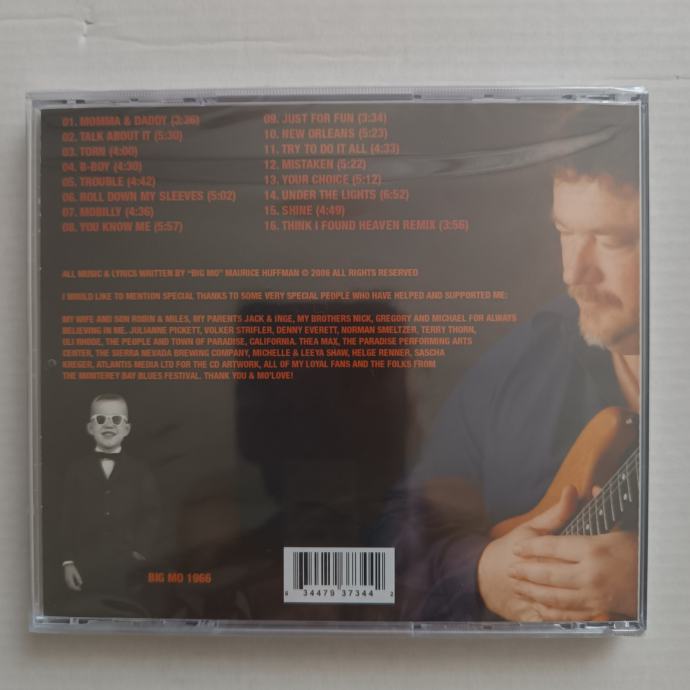 01. MOMMA & DADDY (3:36)
02. TALK ABOUT IT (5:30)
03. TORN (4:00)
04. B-BOY (4:30)
05. TROUBLE (4:42)
06. ROLL DOWN MY SLEEVES (5:02)
07. MOBILLY (4:36)
08. YOU KNOW ME (5:57)
09. JUST FOR FUN (3:34)
10. NEW ORLEANS (5:23)
11. TRY TO DO IT ALL (4:33)
12. MISTAKEN (5:22)
13. YOUR CHOICE (5:12)
14. UNDER THE LIGHTS (6:52)
15. SHINE (4:49)
16. THINK I FOUND HEAVEN REMIX (3:56)
ALL MUSIC & LYRICS WRITTEN BY "BIG MO" MAURICE HUFFMAN © 2006 ALL RIGHTS RESERVED
I WOULD LIKE TO MENTION SPECIAL THANKS TO SOME VERY SPECIAL PEOPLE WHO HAVE HELPED AND SUPPORTED ME:
MY WIFE AND SON ROBIN & MILES, MY PARENTS JACK & INGE, MY BROTHERS NICK, GREGORY AND MICHAEL FOR ALWAYS
BELIEVING IN ME. JULIANNE PICKETT, VOLKER STRIFLER, DENNY EVERETT, NORMAN SMELTZER, TERRY THORN,
ULI RHODE, THE PEOPLE AND TOWN OF PARADISE, CALIFORNIA. THEA MAX, THE PARADISE PERFORMING ARTS
CENTER, THE SIERRA NEVADA BREWING COMPANY, MICHELLE & LEEYA SHAW, HELGE RENNER, SASCHA
KREGER, ATLANTIS MEDIA LTD FOR THE CD ARTWORK, ALL OF MY LOYAL FANS AND THE FOLKS FROM
THE MONTEREY BAY BLUES FESTIVAL. THANK YOU & MO'LOVE!
BIG MO 1966
6 34479 37344 2